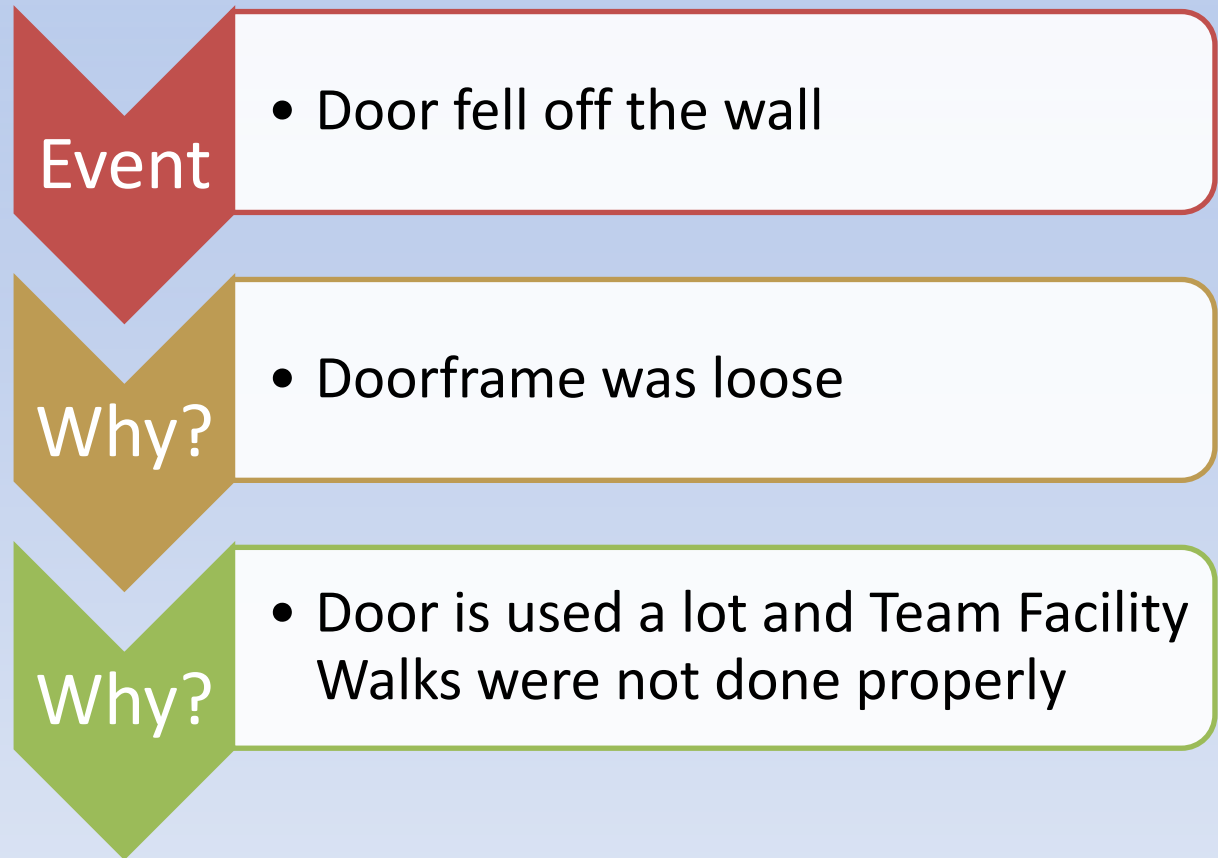 Event
• Door fell off the wall
Why?
• Doorframe was loose
Why?
• Door is used a lot and Team Facility
Walks were not done properly